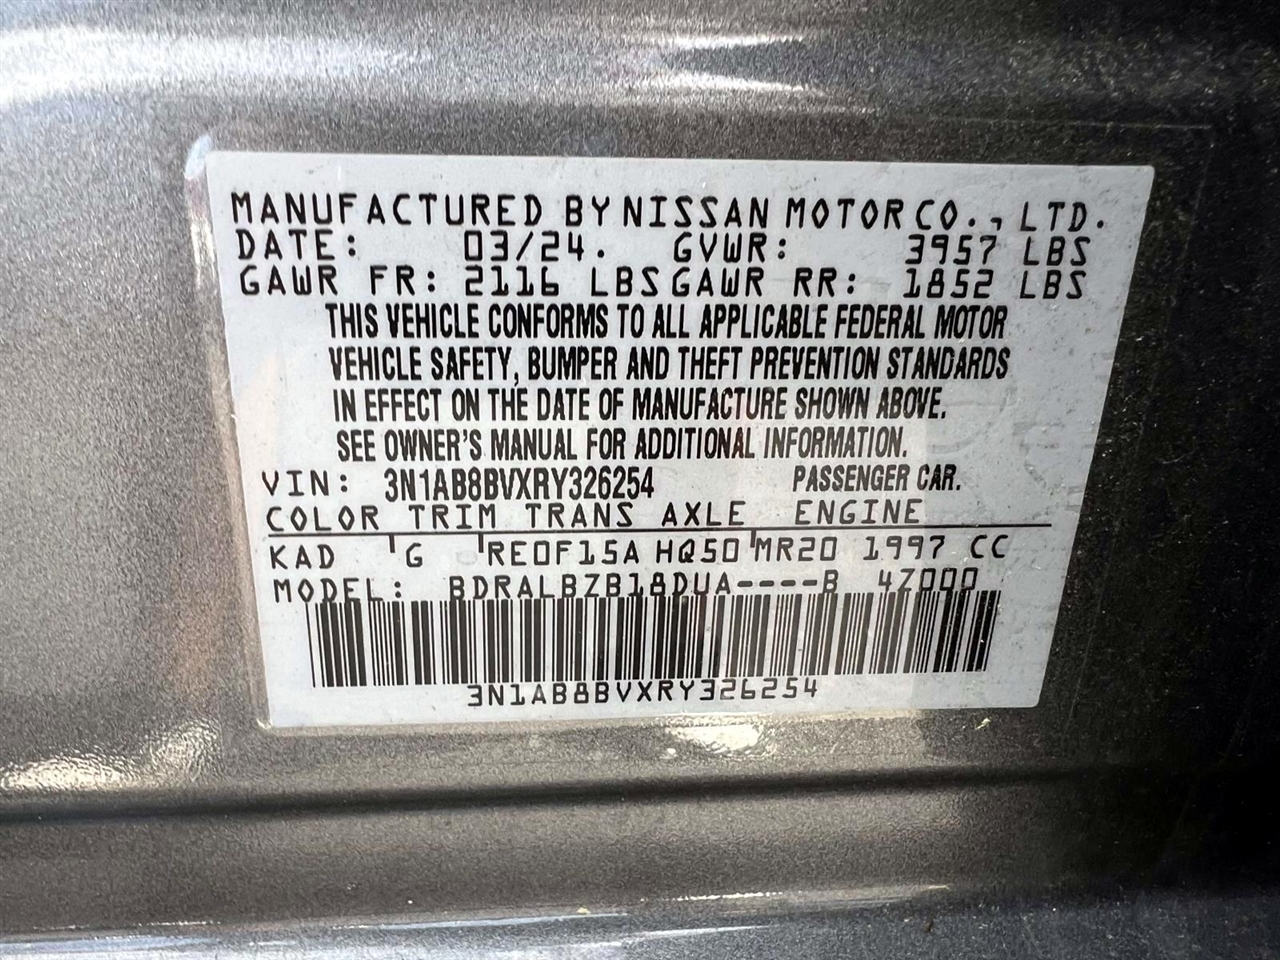 MANUFACTURED BY NISSAN MOTOR CO., LTD.
DATE: 03/24. GVWR: 3957 LBS
GAWR FR: 2116 LBS GAWR RR: 1852 LBS
THIS VEHICLE CONFORMS TO ALL APPLICABLE FEDERAL MOTOR
VEHICLE SAFETY, BUMPER AND THEFT PREVENTION STANDARDS
IN EFFECT ON THE DATE OF MANUFACTURE SHOWN ABOVE.
SEE OWNER'S MANUAL FOR ADDITIONAL INFORMATION.
VIN: 3N1AB8BVXRY326254 PASSENGER CAR.
COLOR TRIM TRANS AXLE ENGINE
KAD G RE0F15A HQ50 MR20 1997 CC
MODEL: BDRALBZB18DUA----B 4Z000
3N1AB8BVXRY326254